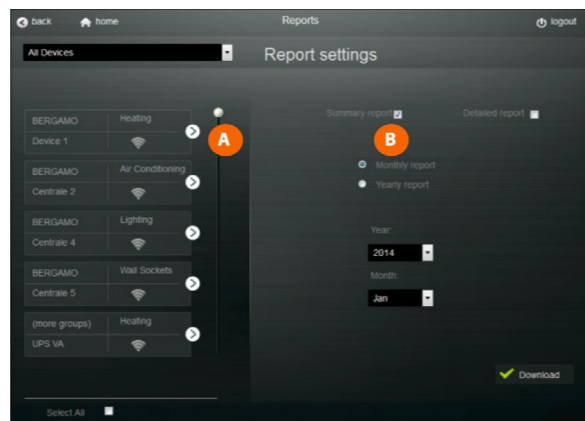 back home Reports logout
All Devices Report settings
BERGAMO Heating
Device 1
A
Summary report Detailed report
B
BERGAMO Air Conditioning
Centrale 2
Monthly report
Yearly report
BERGAMO Lighting
Centrale 4
Year:
2014
BERGAMO Wall Sockets
Centrale 5
Month:
Jan
(more groups) Heating
UPS VA
Download
Select All